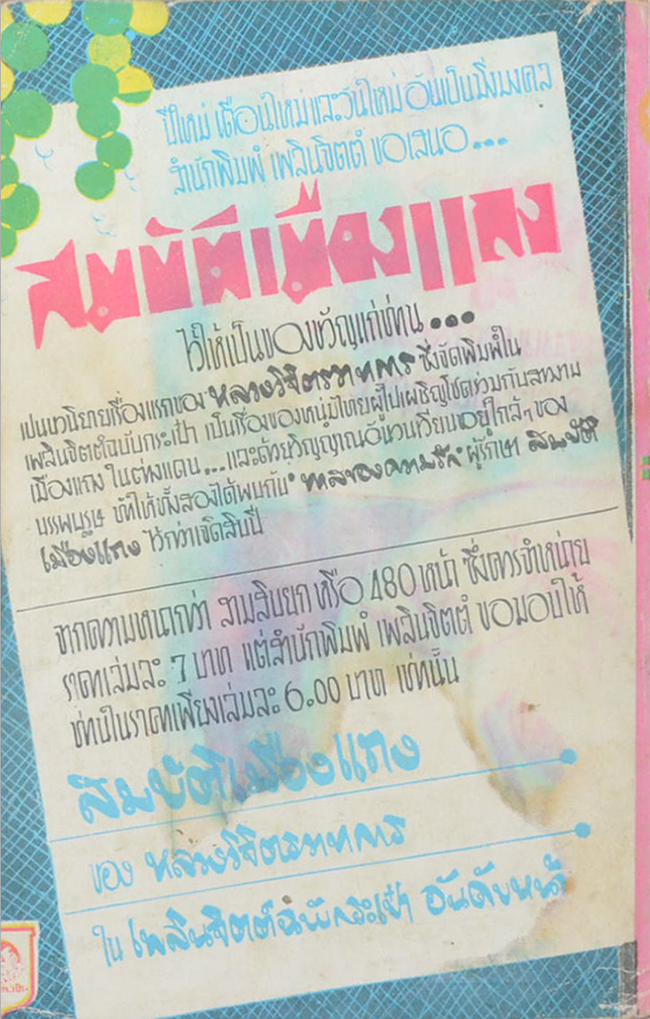 ปีใหม่ เดือนใหม่และวันใหม่ อันเป็นมิ่งมงคล
สำนักพิมพ์ เพลินจิตต์ ขอเสนอ...
สมบัติเมืองแถง
ไว้ให้เป็นของขวัญแก่ท่าน...
เป็นนวนิยายเรื่องแรกของ หลวงวิจิตรวาทการ ซึ่งจัดพิมพ์ใน
เพลินจิตต์ฉบับกระเป๋า เป็นเรื่องของหนุ่มไทยผู้ไปเผชิญโชคร่วมกับสาวงาม
เมืองแถง ในต่างแดน...และด้วยวิญญาณอันวนเวียนอยู่ใกล้ๆ ของ
บรรพบุรุษ ทำให้ทั้งสองได้พบกับ "ผู้รักษา สมบัติ
เมืองแถง ไว้กว่าเจ็ดสิบปี
จากความหนากว่า สามสิบยก หรือ 480 หน้า ซึ่งควรจำหน่าย
ราคาเล่มละ 7 บาท แต่สำนักพิมพ์ เพลินจิตต์ ขอมอบให้
ท่านในราคาเพียงเล่มละ 6.00 บาท เท่านั้น
สมบัติเมืองแถง
ของ หลวงวิจิตรวาทการ
ใน เพลินจิตต์ฉบับกระเป๋า อันดับหน้า